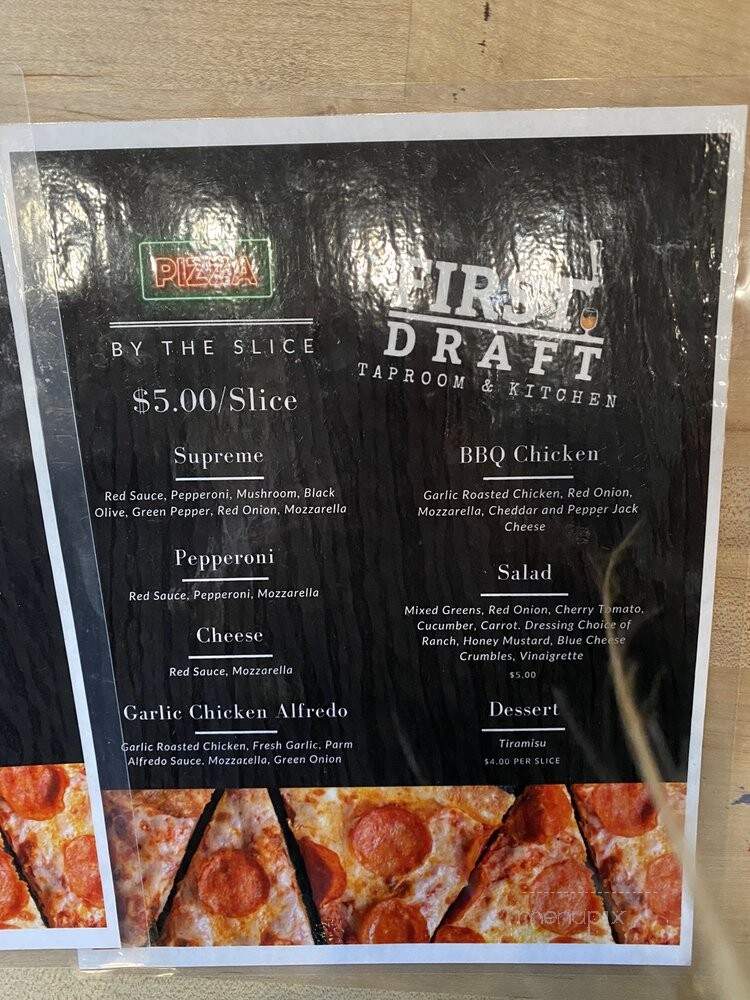 PIZZA
BY THE SLICE
$5.00/Slice
Supreme
Red Sauce, Pepperoni, Mushroom, Black
Olive, Green Pepper, Red Onion, Mozzarella
Pepperoni
Red Sauce, Pepperoni, Mozzarella
Cheese
Red Sauce, Mozzarella
Garlic Chicken Alfredo
Garlic Roasted Chicken, Fresh Garlic, Parm
Alfredo Sauce, Mozzarella, Green Onion
FIRST
DRAFT
TAPROOM & KITCHEN
BBQ Chicken
Garlic Roasted Chicken, Red Onion,
Mozzarella, Cheddar and Pepper Jack
Cheese
Salad
Mixed Greens, Red Onion, Cherry Tomato,
Cucumber, Carrot. Dressing Choice of
Ranch, Honey Mustard, Blue Cheese
Crumbles, Vinaigrette
$5.00
Dessert
Tiramisu
$4.00 PER SLICE
menupix